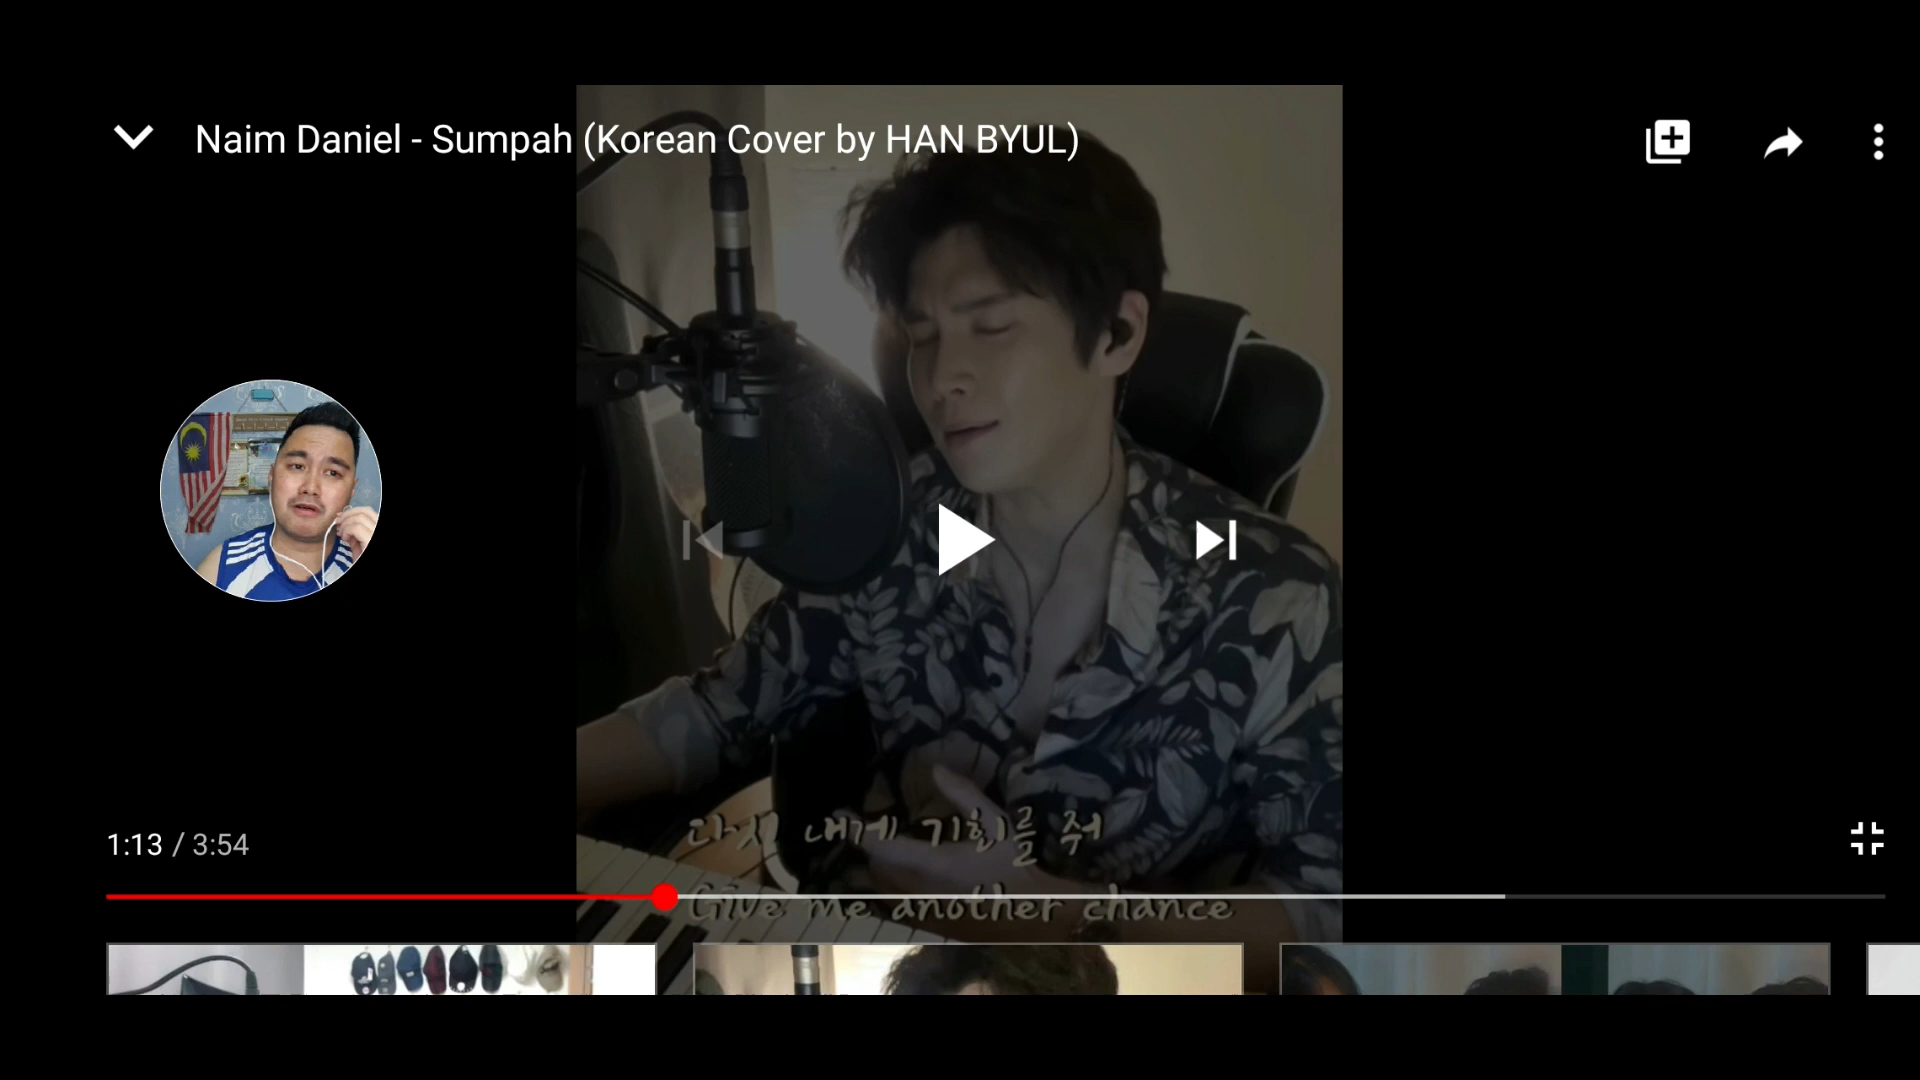 Naim Daniel - Sumpah (Korean Cover by HAN BYUL)
다시 내게 기회를 줘
1:13 / 3:54
Give me another chance